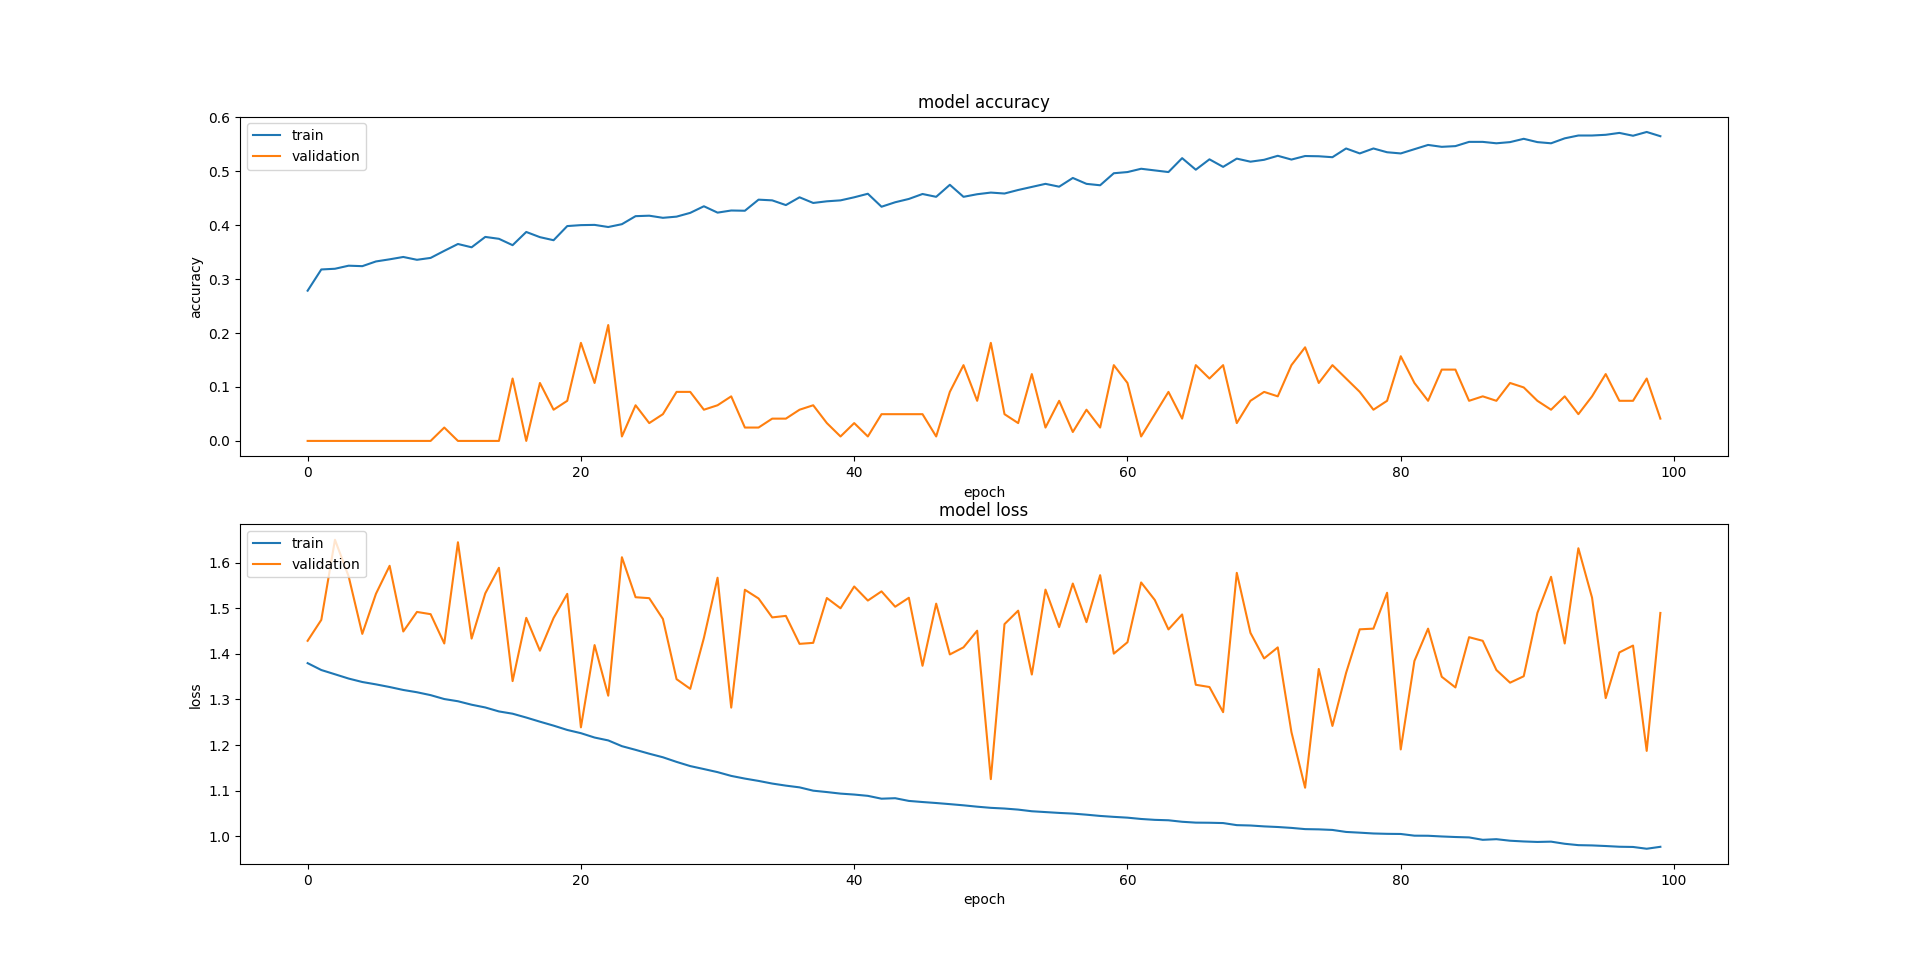 model accuracy
train
validation
0.6
0.5
0.4
0.3
0.2
0.1
0.0
accuracy
0 20 40 60 80 100
epoch
model loss
train
validation
1.6
1.5
1.4
1.3
1.2
1.1
1.0
loss
0 20 40 60 80 100
epoch